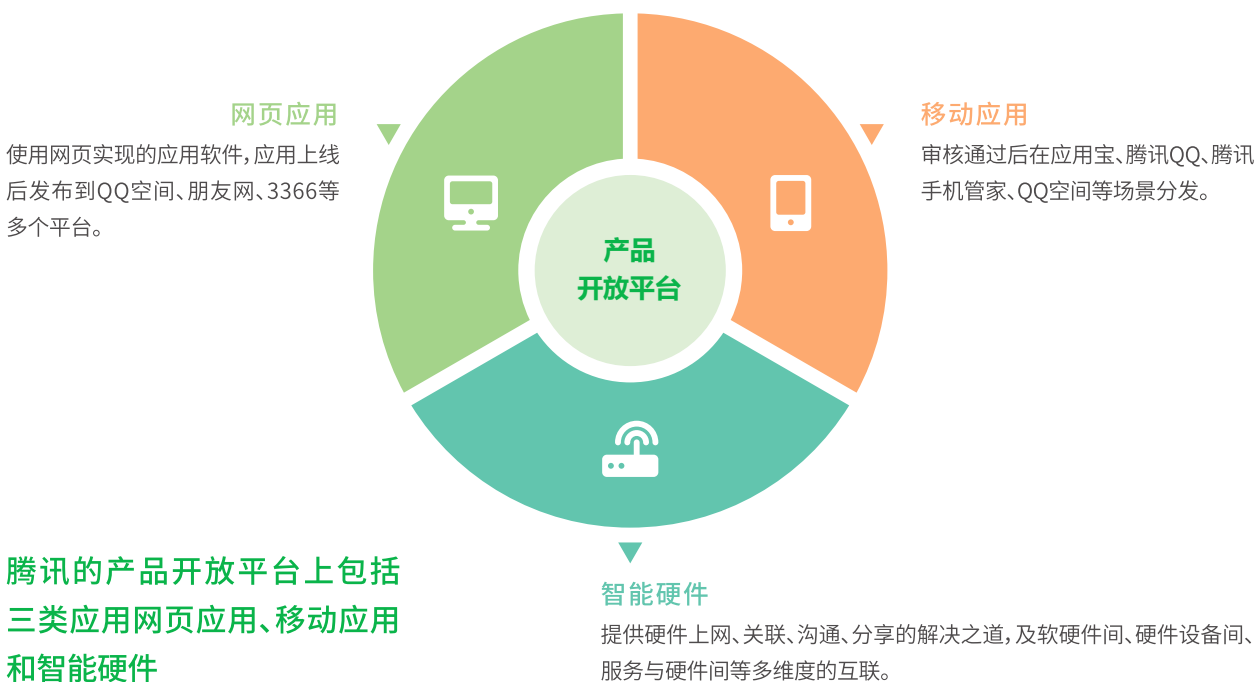 网页应用
使用网页实现的应用软件，应用上线
后发布到QQ空间、朋友网、3366等
多个平台。
移动应用
审核通过后在应用宝、腾讯QQ、腾讯
手机管家、QQ空间等场景分发。
产品
开放平台
腾讯的产品开放平台上包括
三类应用网页应用、移动应用
和智能硬件
智能硬件
提供硬件上网、关联、沟通、分享的解决之道，及软硬件间、硬件设备间、
服务与硬件间等多维度的互联。